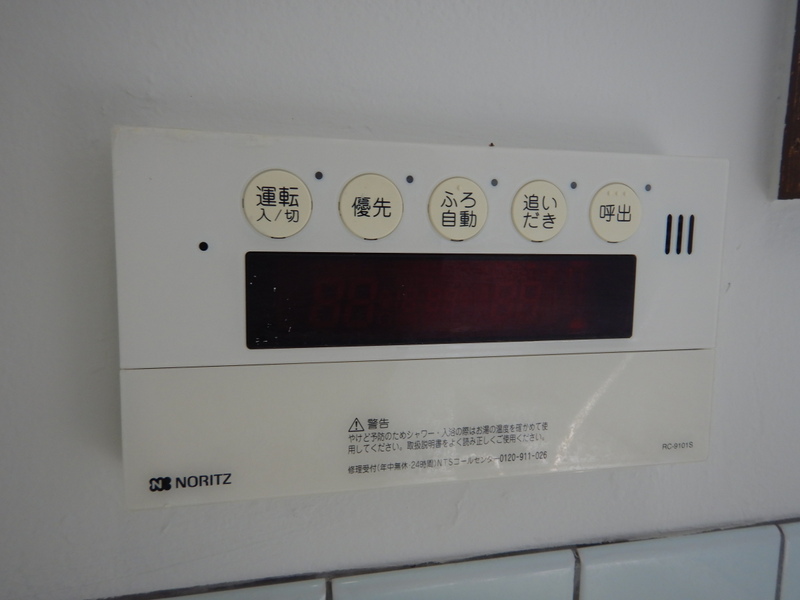 運転
入/切
優先
ふろ
自動
追い
だき
呼出
警告
やけど予防のためシャワー・入浴の際はお湯の温度を確かめて使
用してください。取扱説明書をよく読み正しくご使用ください。
修理受付(年中無休・24時間)NTSコールセンター0120-911-026
RC-9101S
NORITZ